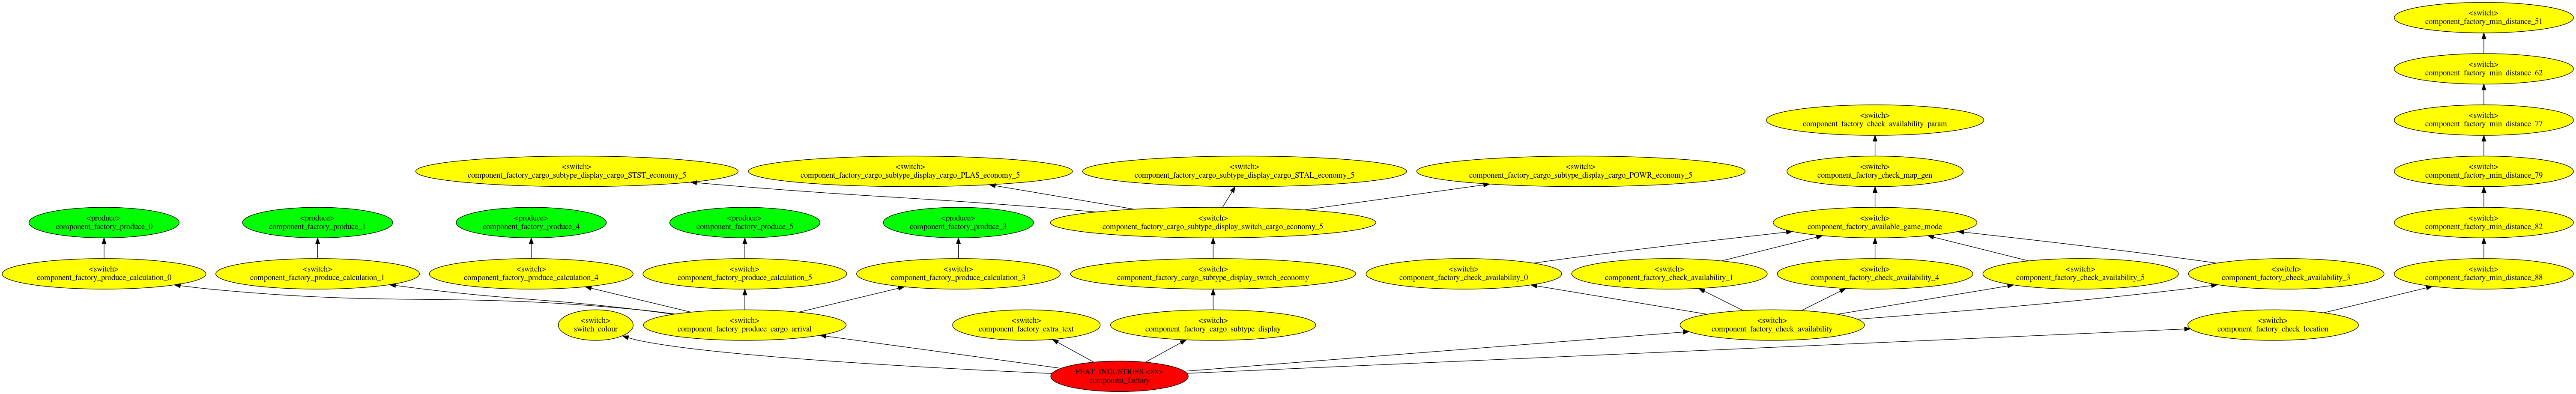 <switch>
component_factory_min_distance_51
<switch>
component_factory_min_distance_62
<switch>
component_factory_check_availability_param
<switch>
component_factory_min_distance_77
<switch>
component_factory_cargo_subtype_display_cargo_STST_economy_5
<switch>
component_factory_cargo_subtype_display_cargo_PLAS_economy_5
<switch>
component_factory_cargo_subtype_display_cargo_STAL_economy_5
<switch>
component_factory_cargo_subtype_display_cargo_POWR_economy_5
<switch>
component_factory_check_map_gen
<switch>
component_factory_min_distance_79
<produce>
component_factory_produce_0
<produce>
component_factory_produce_1
<produce>
component_factory_produce_4
<produce>
component_factory_produce_5
<produce>
component_factory_produce_3
<switch>
component_factory_cargo_subtype_display_switch_cargo_economy_5
<switch>
component_factory_available_game_mode
<switch>
component_factory_min_distance_82
<switch>
component_factory_produce_calculation_0
<switch>
component_factory_produce_calculation_1
<switch>
component_factory_produce_calculation_4
<switch>
component_factory_produce_calculation_5
<switch>
component_factory_produce_calculation_3
<switch>
component_factory_cargo_subtype_display_switch_economy
<switch>
component_factory_check_availability_0
<switch>
component_factory_check_availability_1
<switch>
component_factory_check_availability_4
<switch>
component_factory_check_availability_5
<switch>
component_factory_check_availability_3
<switch>
component_factory_min_distance_88
<switch>
switch_colour
<switch>
component_factory_produce_cargo_arrival
<switch>
component_factory_extra_text
<switch>
component_factory_cargo_subtype_display
<switch>
component_factory_check_availability
<switch>
component_factory_check_location
FEAT_INDUSTRIES <88>
component_factory